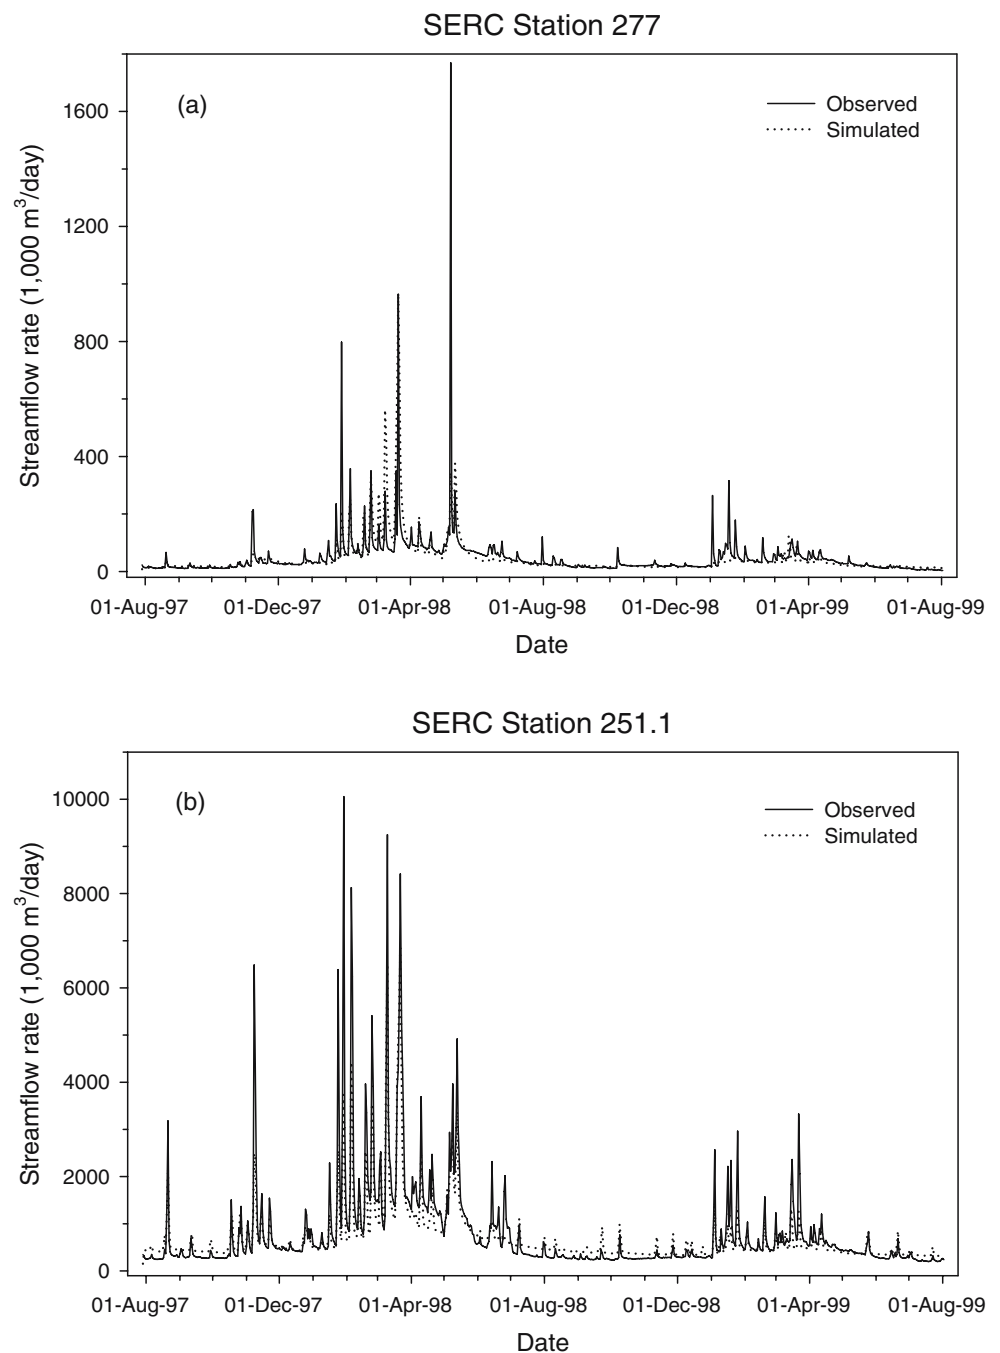 SERC Station 277
(a)
Observed
Simulated
Streamflow rate (1,000 m³/day)
1600
1200
800
400
0
01-Aug-97 01-Dec-97 01-Apr-98 01-Aug-98 01-Dec-98 01-Apr-99 01-Aug-99
Date
SERC Station 251.1
(b)
Observed
Simulated
Streamflow rate (1,000 m³/day)
10000
8000
6000
4000
2000
0
01-Aug-97 01-Dec-97 01-Apr-98 01-Aug-98 01-Dec-98 01-Apr-99 01-Aug-99
Date